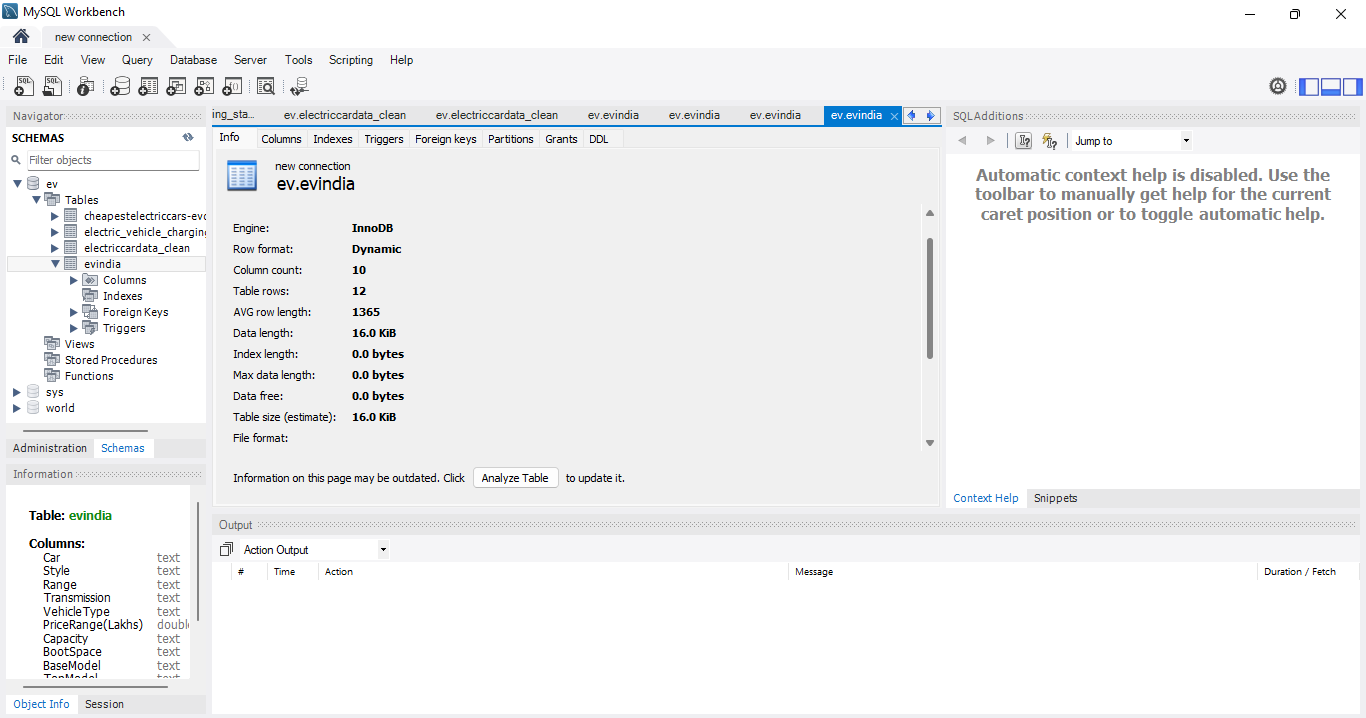 MySQL Workbench
new connection
File Edit View Query Database Server Tools Scripting Help
Navigator
SCHEMAS
Filter objects
ev
Tables
cheapestelectriccars-evd
electric_vehicle_charging
electriccardata_clean
evindia
Columns
Indexes
Foreign Keys
Triggers
Views
Stored Procedures
Functions
sys
world
Administration Schemas
Information
Table: evindia
Columns:
Car text
Style text
Range text
Transmission text
VehicleType text
PriceRange(Lakhs) doubl
Capacity text
BootSpace text
BaseModel text
TopModel text
Object Info Session
ing_sta... ev.electriccardata_clean ev.electriccardata_clean ev.evindia ev.evindia ev.evindia ev.evindia
Info Columns Indexes Triggers Foreign keys Partitions Grants DDL
new connection
ev.evindia
Engine: InnoDB
Row format: Dynamic
Column count: 10
Table rows: 12
AVG row length: 1365
Data length: 16.0 KiB
Index length: 0.0 bytes
Max data length: 0.0 bytes
Data free: 0.0 bytes
Table size (estimate): 16.0 KiB
File format:
Information on this page may be outdated. Click Analyze Table to update it.
SQLAdditions
Jump to
Automatic context help is disabled. Use the
toolbar to manually get help for the current
caret position or to toggle automatic help.
Context Help Snippets
Output
Action Output
# Time Action Message Duration / Fetch